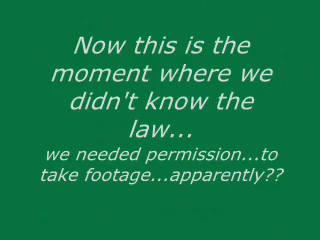 Now this is the
moment where we
didn't know the
law...
we needed permission...to
take footage...apparently??